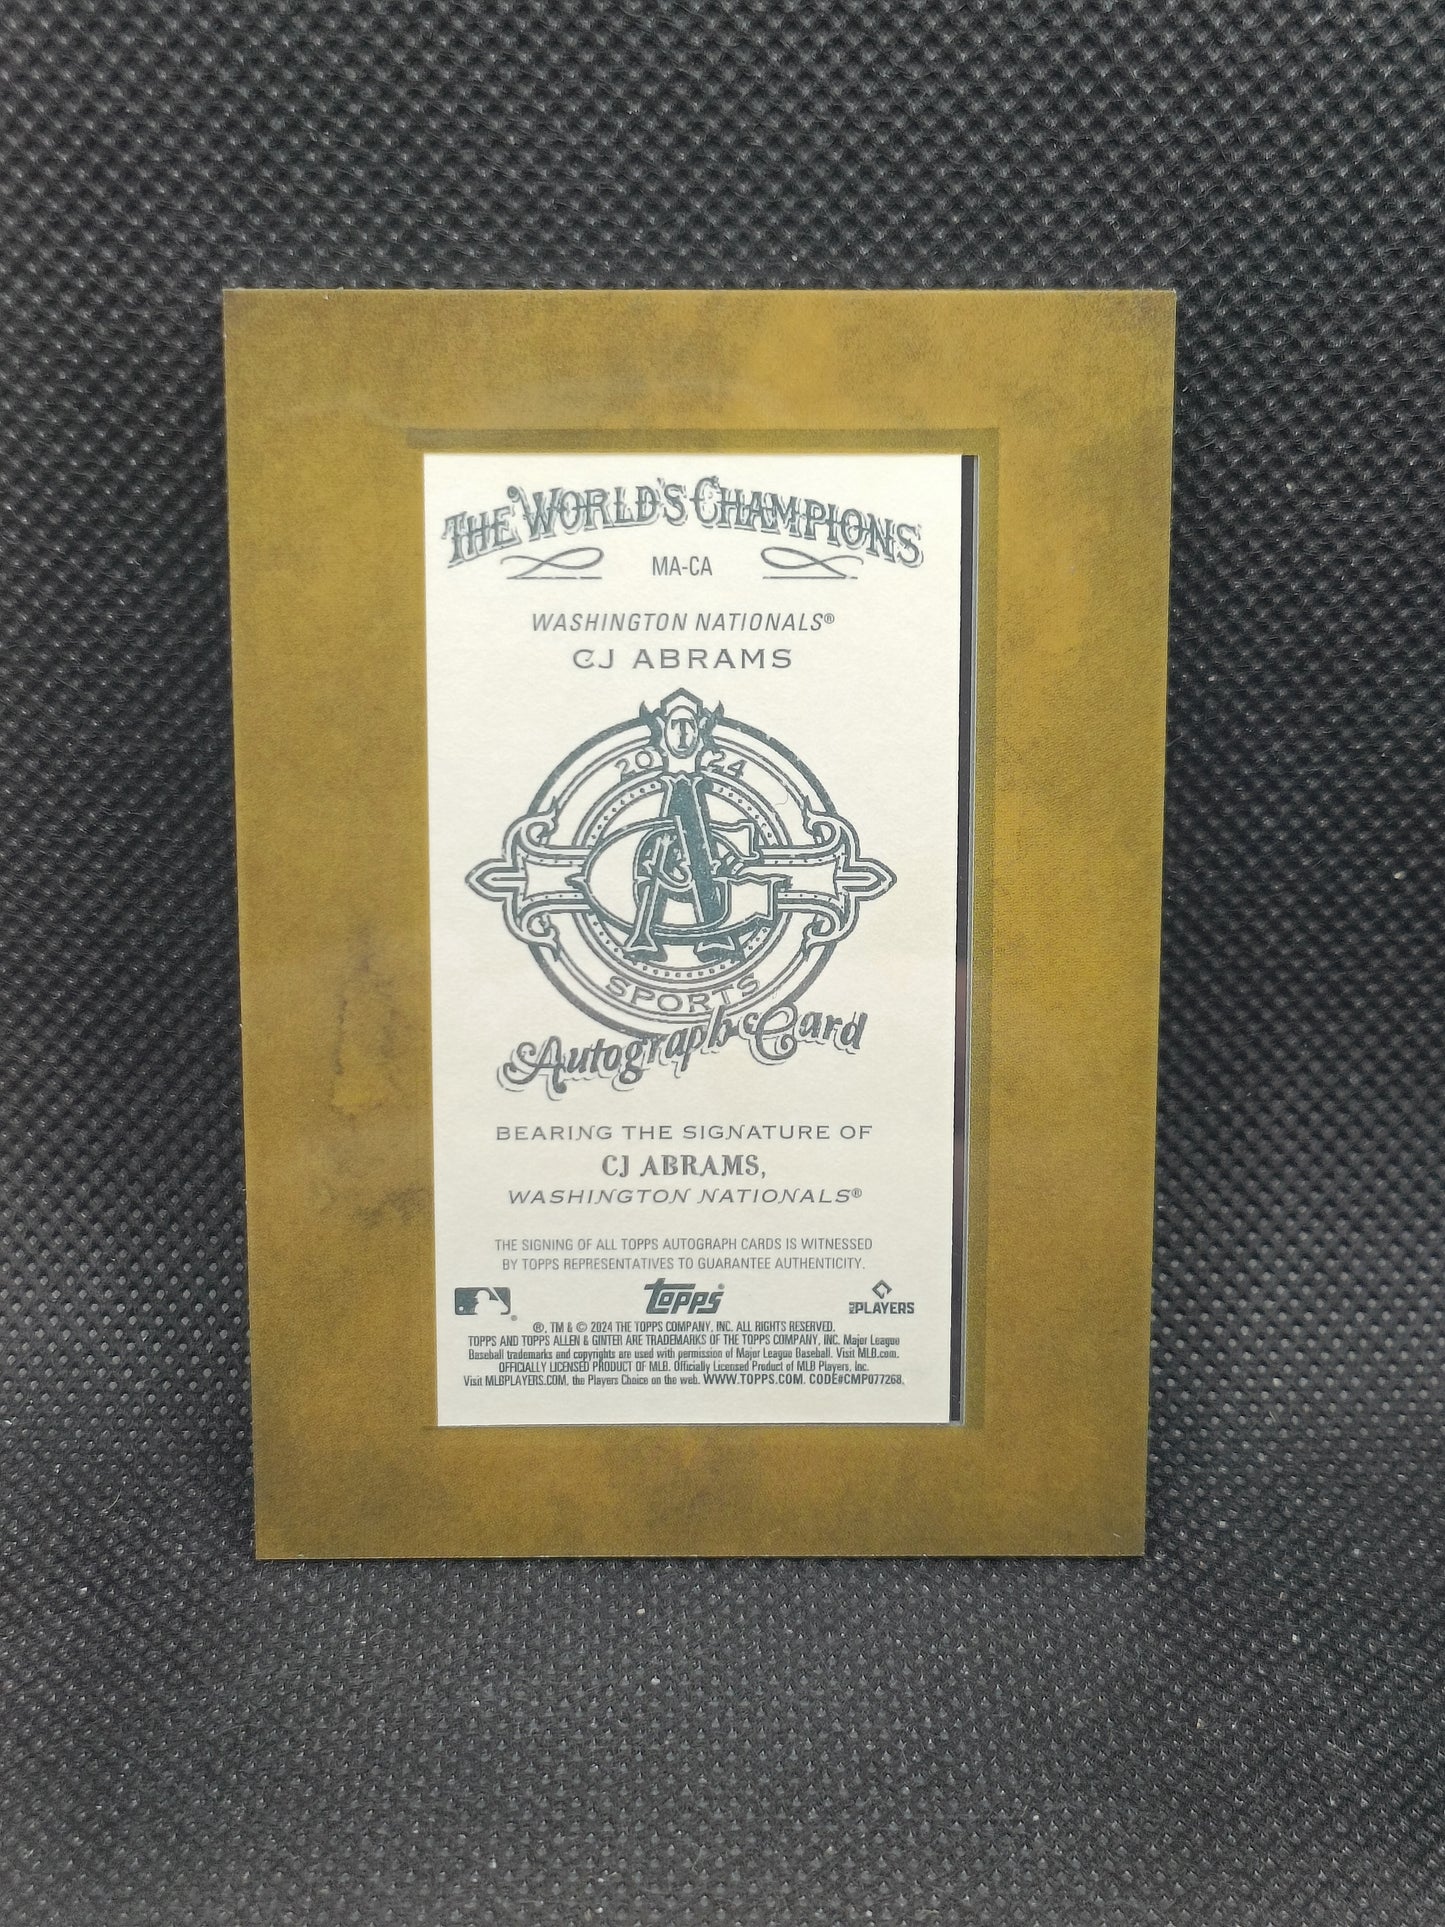 THE WORLD'S CHAMPIONS
MA-CA
WASHINGTON NATIONALS®
CJ ABRAMS
T
20 24
A&G
SPORTS
Autograph Card
BEARING THE SIGNATURE OF
CJ ABRAMS,
WASHINGTON NATIONALS®
THE SIGNING OF ALL TOPPS AUTOGRAPH CARDS IS WITNESSED
BY TOPPS REPRESENTATIVES TO GUARANTEE AUTHENTICITY.
topps®
MLB PLAYERS
®, TM & © 2024 THE TOPPS COMPANY, INC. ALL RIGHTS RESERVED.
TOPPS AND TOPPS ALLEN & GINTER ARE TRADEMARKS OF THE TOPPS COMPANY, INC. Major League
Baseball trademarks and copyrights are used with permission of Major League Baseball. Visit MLB.com.
OFFICIALLY LICENSED PRODUCT OF MLB. Officially Licensed Product of MLB Players, Inc.
Visit MLBPLAYERS.COM, the Players Choice on the web. WWW.TOPPS.COM. CODE#CMP077268.